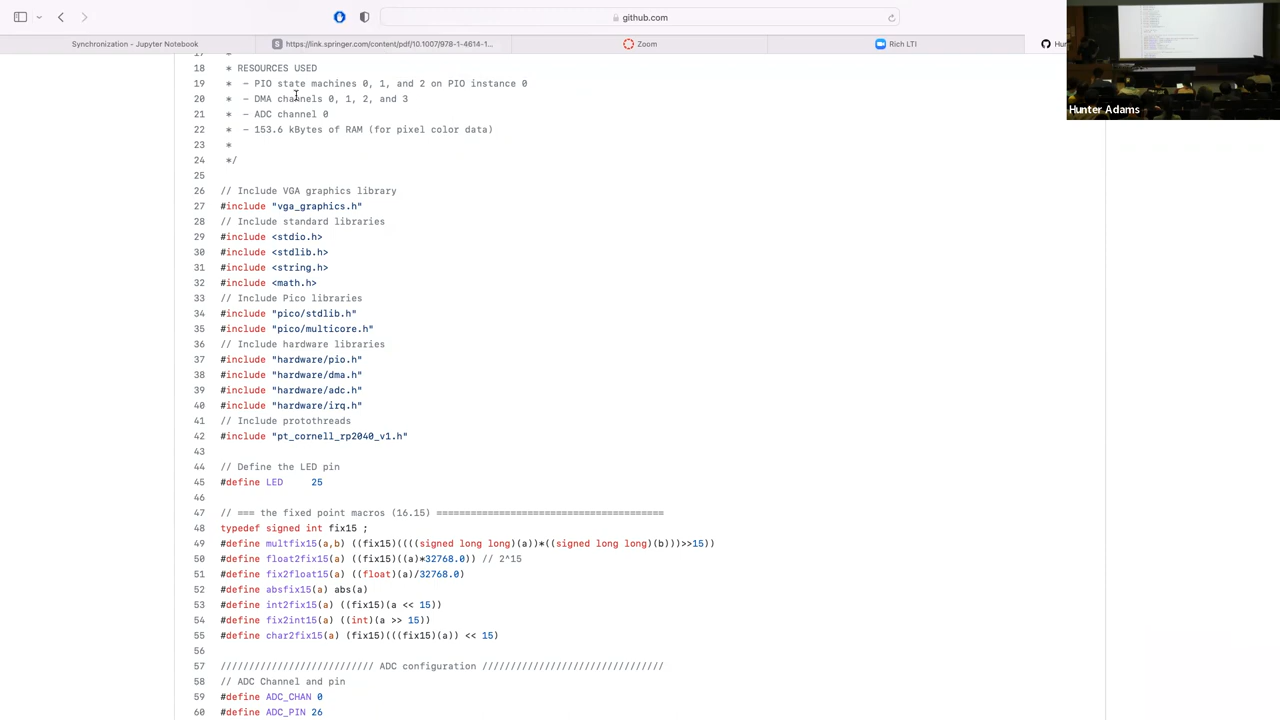 github.com
Synchronization - Jupyter Notebook
S https://link.springer.com/content/pdf/10.1007/978-1-4614-1...
Zoom
Rich LTI
Hun
Hunter Adams
18 * RESOURCES USED
19 * - PIO state machines 0, 1, and 2 on PIO instance 0
20 * - DMA channels 0, 1, 2, and 3
21 * - ADC channel 0
22 * - 153.6 kBytes of RAM (for pixel color data)
23 *
24 */
25
26 // Include VGA graphics library
27 #include "vga_graphics.h"
28 // Include standard libraries
29 #include <stdio.h>
30 #include <stdlib.h>
31 #include <string.h>
32 #include <math.h>
33 // Include Pico libraries
34 #include "pico/stdlib.h"
35 #include "pico/multicore.h"
36 // Include hardware libraries
37 #include "hardware/pio.h"
38 #include "hardware/dma.h"
39 #include "hardware/adc.h"
40 #include "hardware/irq.h"
41 // Include protothreads
42 #include "pt_cornell_rp2040_v1.h"
43
44 // Define the LED pin
45 #define LED 25
46
47 // === the fixed point macros (16.15) ========================================
48 typedef signed int fix15 ;
49 #define multfix15(a,b) ((fix15)((((signed long long)(a))*((signed long long)(b)))>>15))
50 #define float2fix15(a) ((fix15)((a)*32768.0)) // 2^15
51 #define fix2float15(a) ((float)(a)/32768.0)
52 #define absfix15(a) abs(a)
53 #define int2fix15(a) ((fix15)(a << 15))
54 #define fix2int15(a) ((int)(a >> 15))
55 #define char2fix15(a) (fix15)(((fix15)(a)) << 15)
56
57 /////////////////////////// ADC configuration ////////////////////////////////
58 // ADC Channel and pin
59 #define ADC_CHAN 0
60 #define ADC_PIN 26